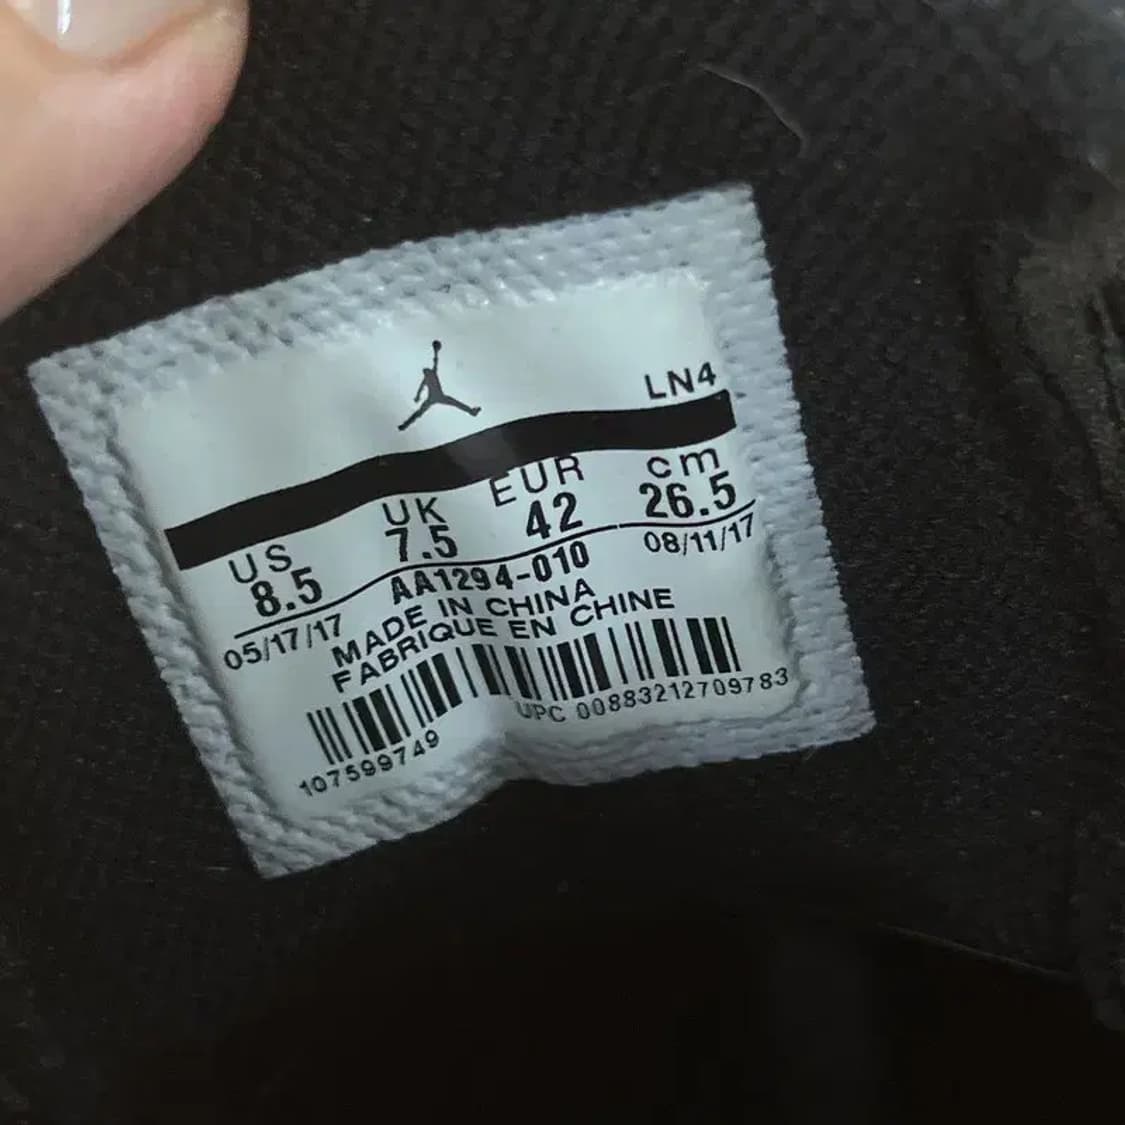 LN4
US UK EUR cm
8.5 7.5 42 26.5
05/17/17 AA1294-010 08/11/17
MADE IN CHINA
FABRIQUE EN CHINE
UPC 00883212709783
107599749